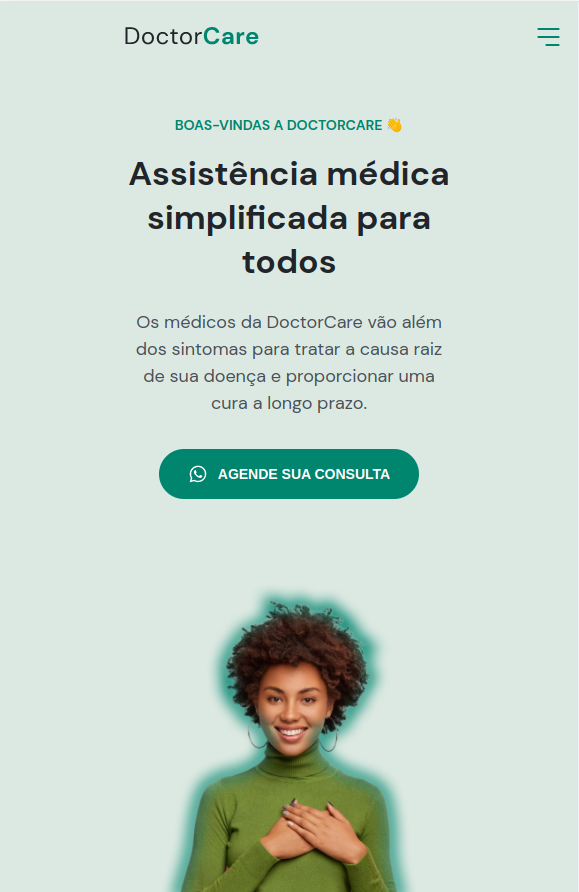 DoctorCare
BOAS-VINDAS A DOCTORCARE 👋
Assistência médica
simplificada para
todos
Os médicos da DoctorCare vão além
dos sintomas para tratar a causa raiz
de sua doença e proporcionar uma
cura a longo prazo.
AGENDE SUA CONSULTA